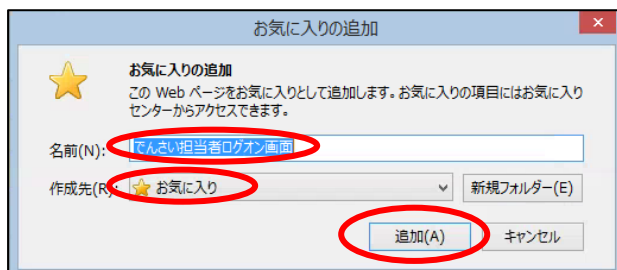 お気に入りの追加
お気に入りの追加
この Web ページをお気に入りとして追加します。お気に入りの項目にはお気に入り
センターからアクセスできます。
名前(N): でんさい担当者ログオン画面
作成先(R): お気に入り 新規フォルダー(E)
追加(A) キャンセル